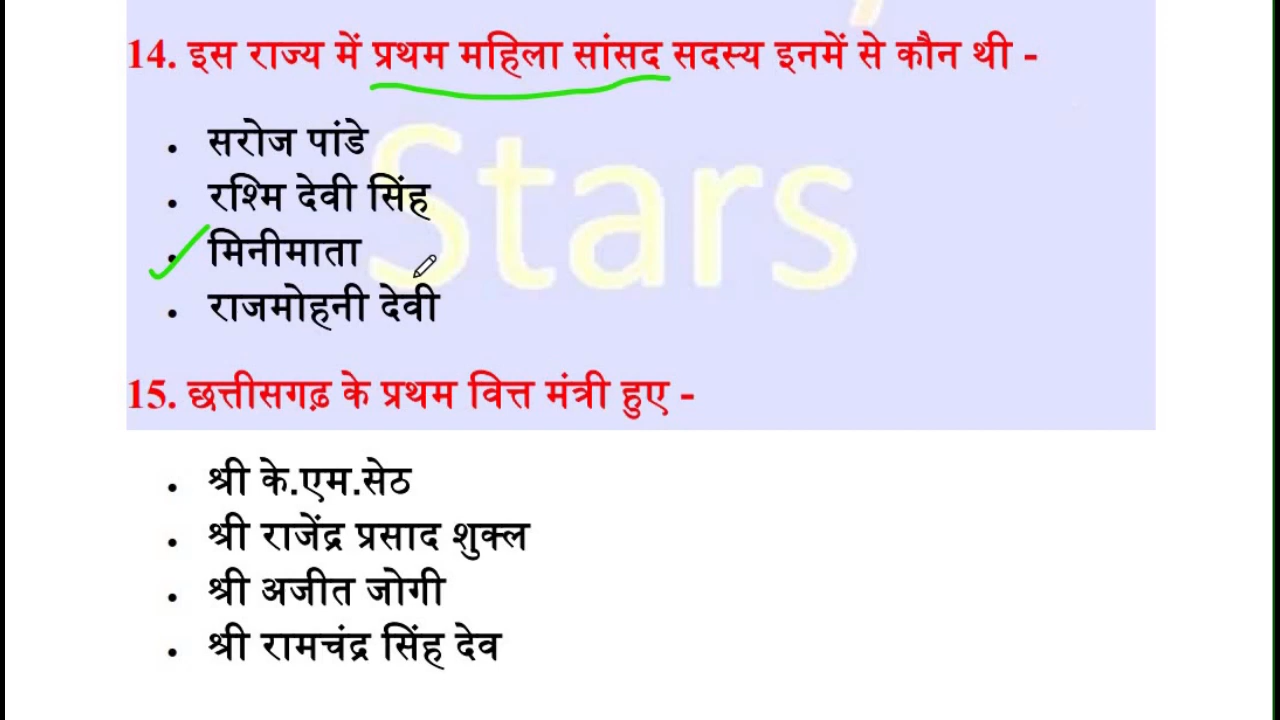 14. इस राज्य में प्रथम महिला सांसद सदस्य इनमें से कौन थी -
• सरोज पांडे
• रश्मि देवी सिंह
• मिनीमाता
• राजमोहनी देवी
Stars
15. छत्तीसगढ़ के प्रथम वित्त मंत्री हुए -
• श्री के.एम.सेठ
• श्री राजेंद्र प्रसाद शुक्ल
• श्री अजीत जोगी
• श्री रामचंद्र सिंह देव